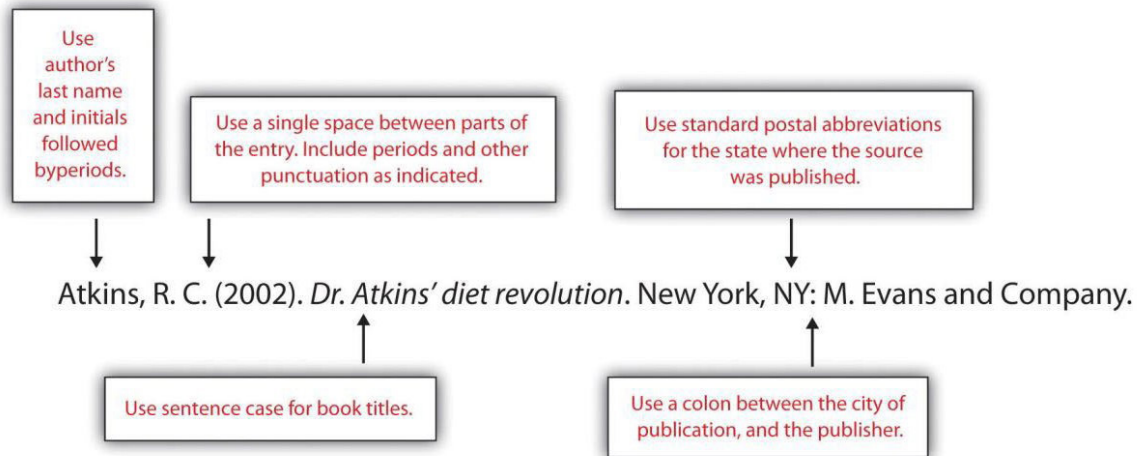 Use
author's
last name
and initials
followed
byperiods.
Use a single space between parts of
the entry. Include periods and other
punctuation as indicated.
Use standard postal abbreviations
for the state where the source
was published.
Atkins, R. C. (2002). Dr. Atkins’ diet revolution. New York, NY: M. Evans and Company.
Use sentence case for book titles.
Use a colon between the city of
publication, and the publisher.